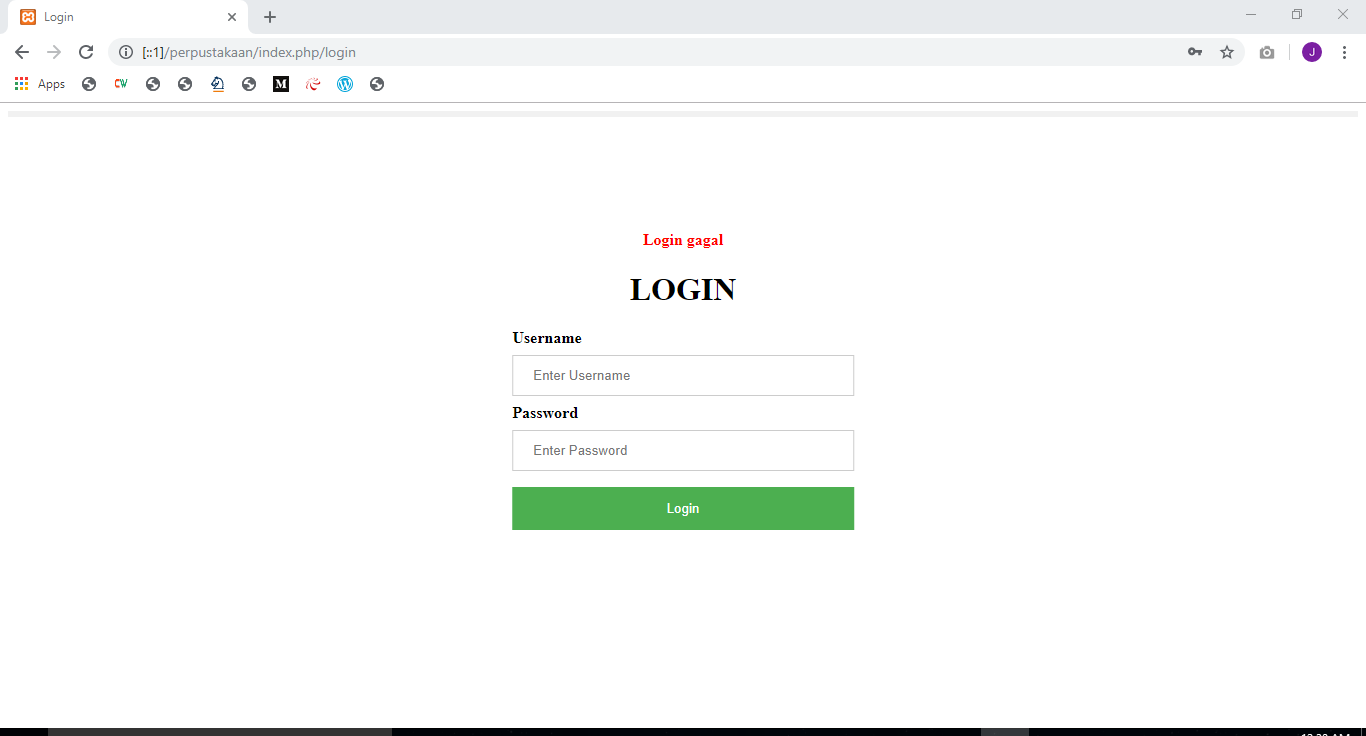 Login
[::1]/perpustakaan/index.php/login
J
Apps
CW
M
Login gagal
LOGIN
Username
Enter Username
Password
Enter Password
Login